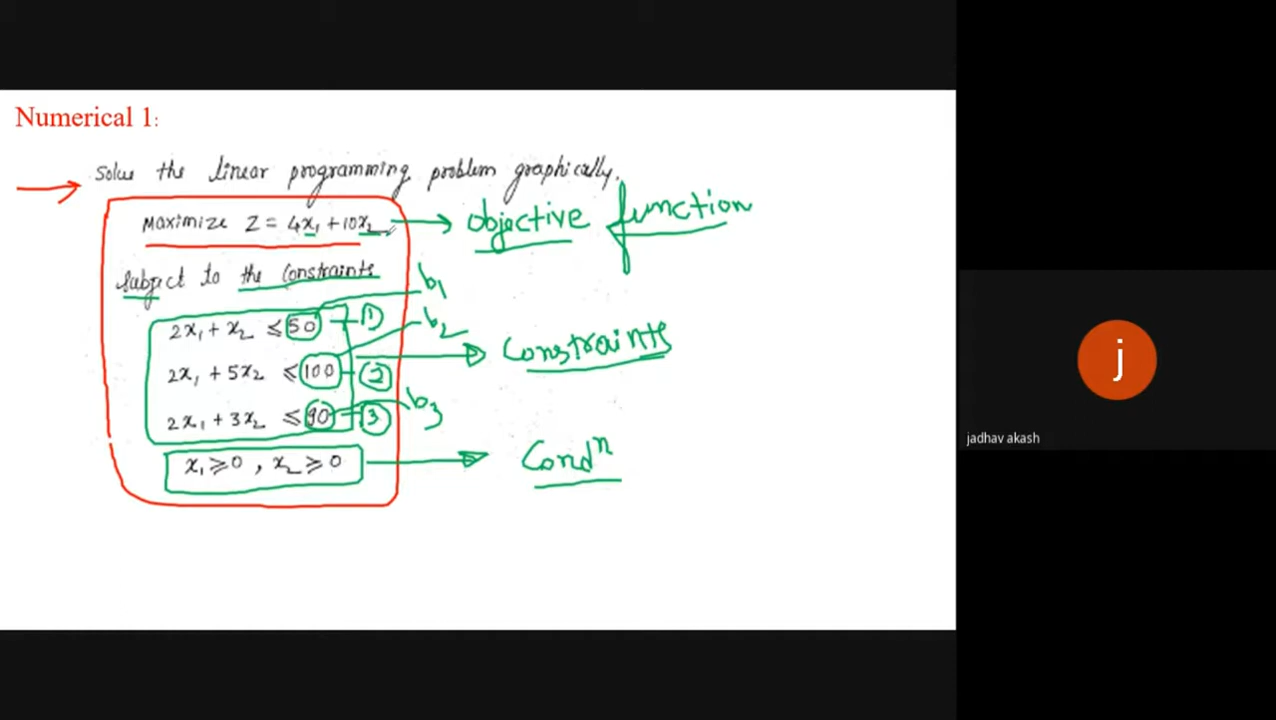 Numerical 1:
Solve the linear programming problem graphically.
Maximize Z = 4x₁ + 10x₂ → objective function
Subject to the Constraints
2x₁ + x₂ ≤ 50 ① b₁
2x₁ + 5x₂ ≤ 100 ② b₂
Constraints
2x₁ + 3x₂ ≤ 90 ③ b₃
x₁ ≥ 0 , x₂ ≥ 0 → Condⁿ
j
jadhav akash